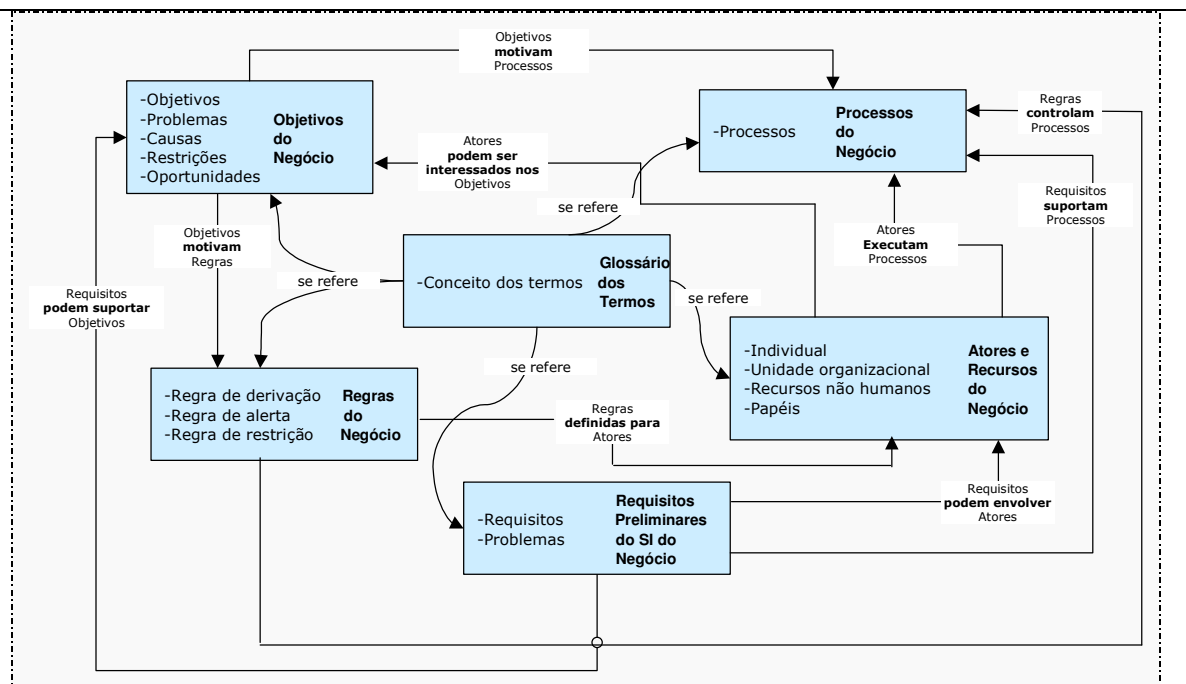 Objetivos
motivam
Processos
-Objetivos
-Problemas
-Causas
-Restrições
-Oportunidades
Objetivos
do
Negócio
-Processos
Processos
do
Negócio
Regras
controlam
Processos
Atores
podem ser
interessados nos
Objetivos
Requisitos
suportam
Processos
se refere
Objetivos
motivam
Regras
Atores
Executam
Processos
-Conceito dos termos
Glossário
dos
Termos
se refere
se refere
Requisitos
podem suportar
Objetivos
se refere
-Individual
-Unidade organizacional
-Recursos não humanos
-Papéis
Atores e
Recursos
do
Negócio
-Regra de derivação
-Regra de alerta
-Regra de restrição
Regras
do
Negócio
Regras
definidas para
Atores
-Requisitos
-Problemas
Requisitos
Preliminares
do SI do
Negócio
Requisitos
podem envolver
Atores